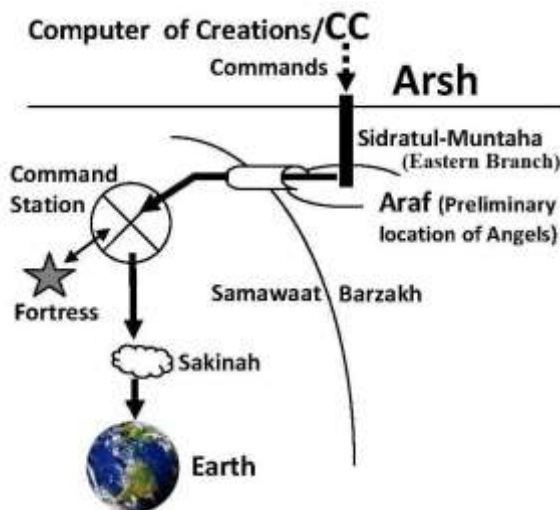 Computer of Creations/CC
Commands
Arsh
Sidratul-Muntaha
(Eastern Branch)
Command
Station
Araf (Preliminary
location of Angels)
Fortress
Samawaat
Barzakh
Sakinah
Earth